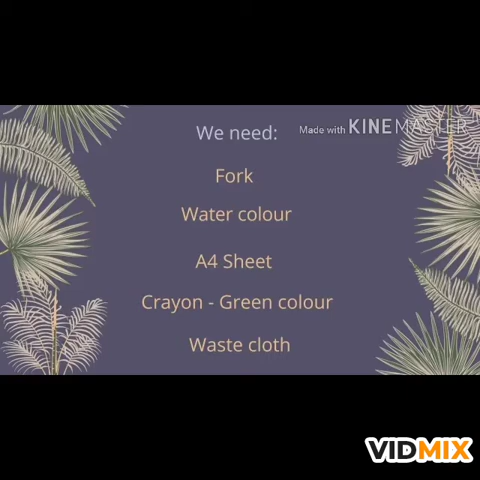 We need:
Made with KINEMASTER
Fork
Water colour
A4 Sheet
Crayon - Green colour
Waste cloth
VIDMIX